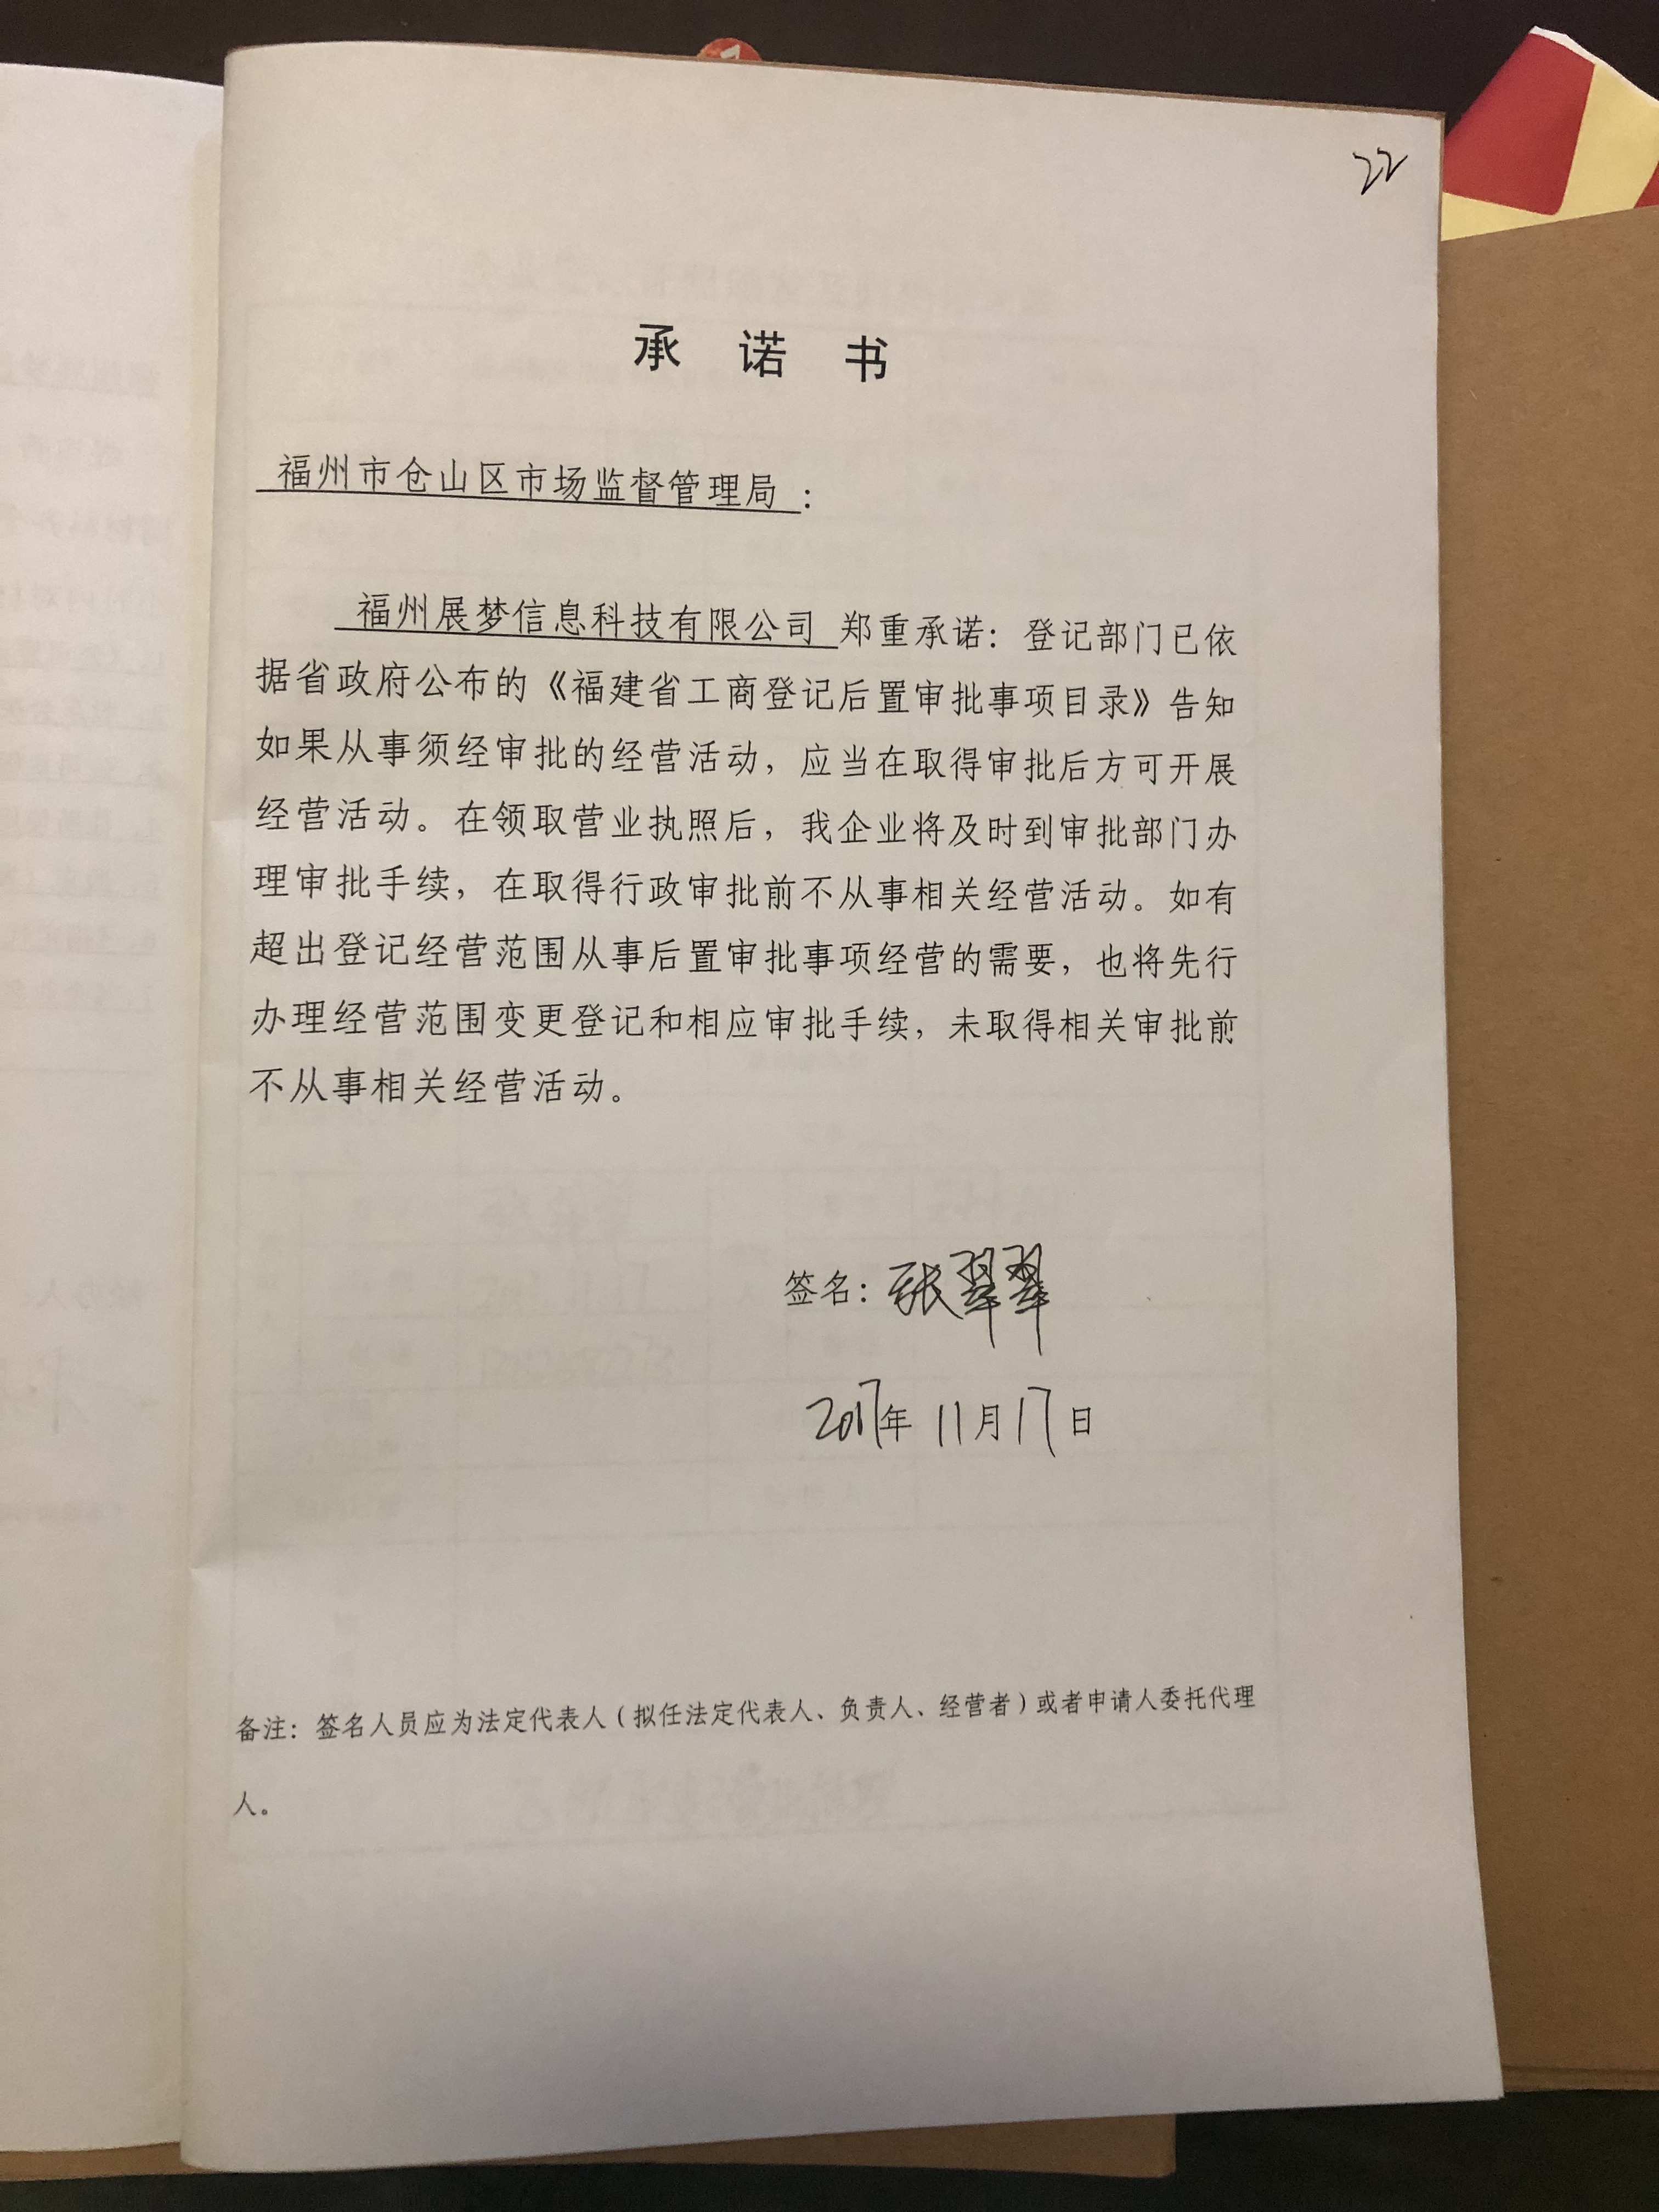 22
承诺书
福州市仓山区市场监督管理局：
福州展梦信息科技有限公司郑重承诺：登记部门已依
据省政府公布的《福建省工商登记后置审批事项目录》告知
如果从事须经审批的经营活动，应当在取得审批后方可开展
经营活动。在领取营业执照后，我企业将及时到审批部门办
理审批手续，在取得行政审批前不从事相关经营活动。如有
超出登记经营范围从事后置审批事项经营的需要，也将先行
办理经营范围变更登记和相应审批手续，未取得相关审批前
不从事相关经营活动。
签名：张翠翠
2017年11月17日
备注：签名人员应为法定代表人（拟任法定代表人、负责人、经营者）或者申请人委托代理
人。